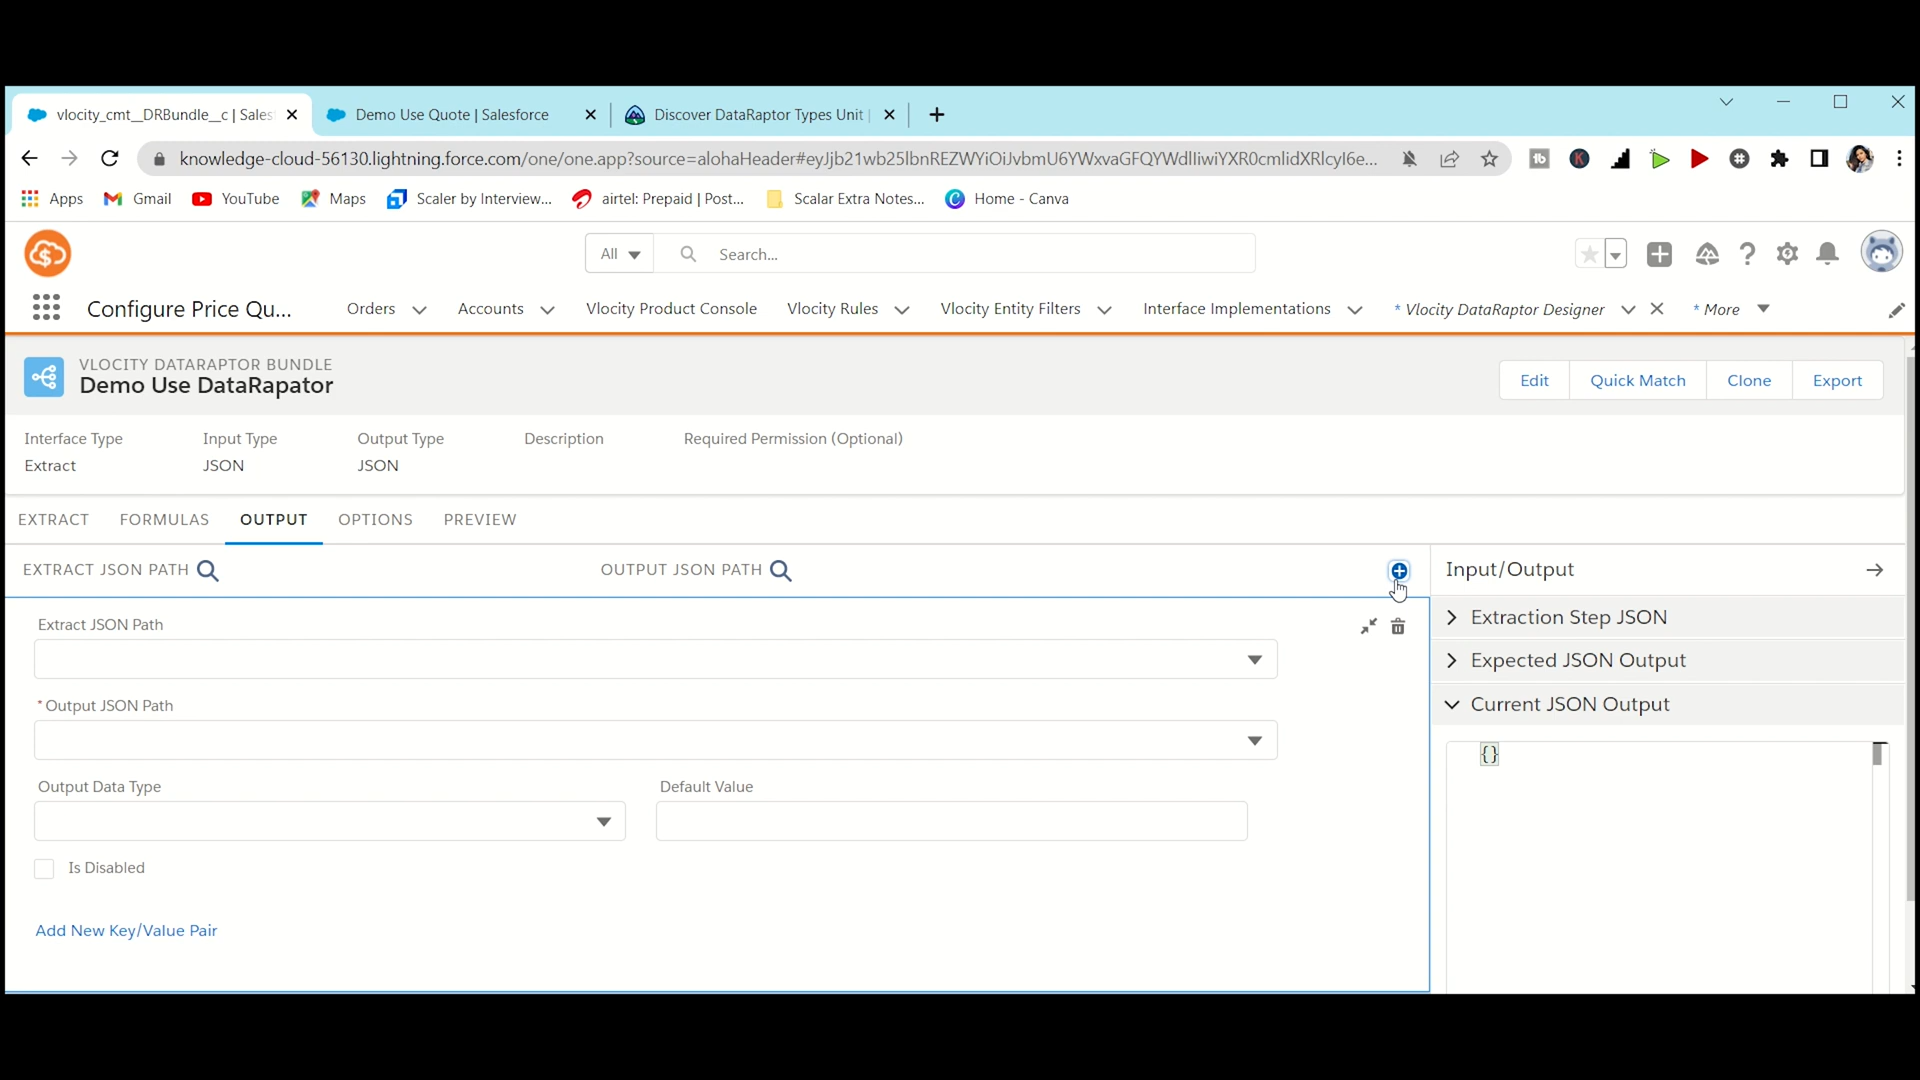 vlocity_cmt__DRBundle__c | Sales
Demo Use Quote | Salesforce
Discover DataRaptor Types Unit |
knowledge-cloud-56130.lightning.force.com/one/one.app?source=alohaHeader#eyJjb21wb25lbnREZWYiOiJvbmU6YWxvaGFQYWdlIiwiYXR0cmlidXRlcyI6e...
Apps
Gmail
YouTube
Maps
Scaler by Interview...
airtel: Prepaid | Post...
Scalar Extra Notes...
Home - Canva
All
Search...
Configure Price Qu...
Orders
Accounts
Vlocity Product Console
Vlocity Rules
Vlocity Entity Filters
Interface Implementations
* Vlocity DataRaptor Designer
* More
VLOCITY DATARAPTOR BUNDLE
Demo Use DataRapator
Edit
Quick Match
Clone
Export
Interface Type
Input Type
Output Type
Description
Required Permission (Optional)
Extract
JSON
JSON
EXTRACT
FORMULAS
OUTPUT
OPTIONS
PREVIEW
EXTRACT JSON PATH
OUTPUT JSON PATH
Input/Output
Extract JSON Path
Extraction Step JSON
Expected JSON Output
* Output JSON Path
Current JSON Output
{}
Output Data Type
Default Value
Is Disabled
Add New Key/Value Pair